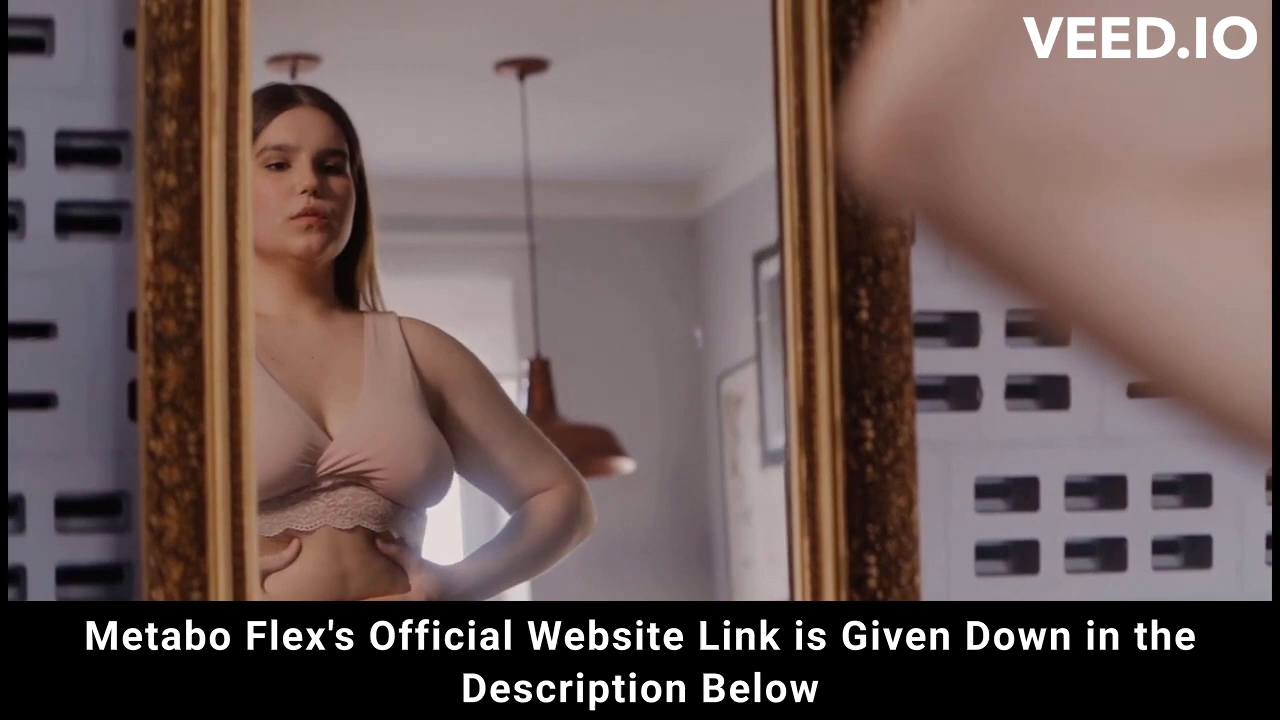 VEED.IO
Metabo Flex's Official Website Link is Given Down in the
Description Below